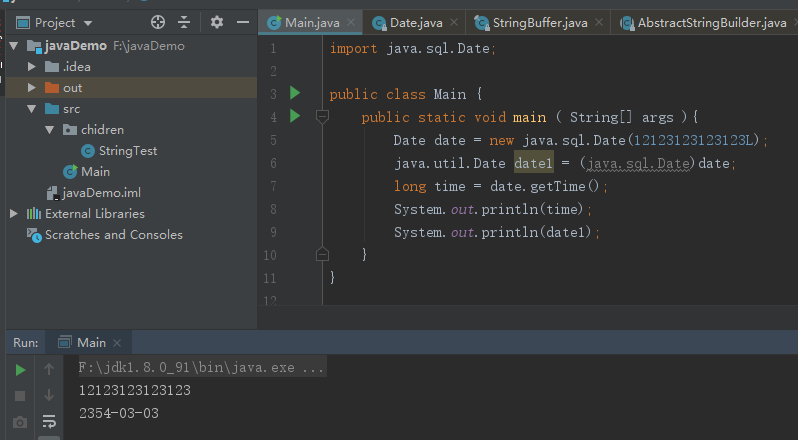 Project
Main.java
Date.java
StringBuffer.java
AbstractStringBuilder.java
javaDemo F:\javaDemo
.idea
out
src
chidren
StringTest
Main
javaDemo.iml
External Libraries
Scratches and Consoles
1 import java.sql.Date;
2
3 public class Main {
4 public static void main ( String[] args ){
5 Date date = new java.sql.Date(12123123123123L);
6 java.util.Date date1 = (java.sql.Date)date;
7 long time = date.getTime();
8 System.out.println(time);
9 System.out.println(date1);
10 }
11 }
12
Run: Main
F:\jdk1.8.0_91\bin\java.exe ...
12123123123123
2354-03-03